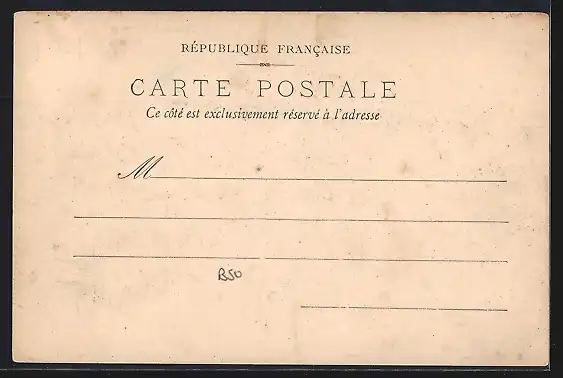 RÉPUBLIQUE FRANÇAISE
CARTE POSTALE
Ce côté est exclusivement réservé à l'adresse
M
B50